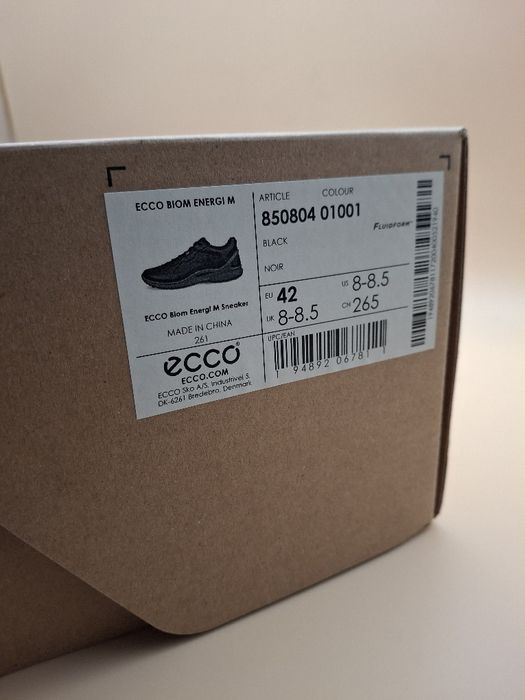 ECCO BIOM ENERGI M
ECCO Biom Energi M Sneaker
MADE IN CHINA
261
ecco
ECCO.COM
ECCO Sko A/S, Industrivej 5,
DK-6261 Bredebro, Denmark
ARTICLE COLOUR
850804 01001
BLACK
FLUIDFORM™
NOIR
EU 42 US 8-8.5
UK 8-8.5 CN 265
UPC/EAN
1 94892 06781 1